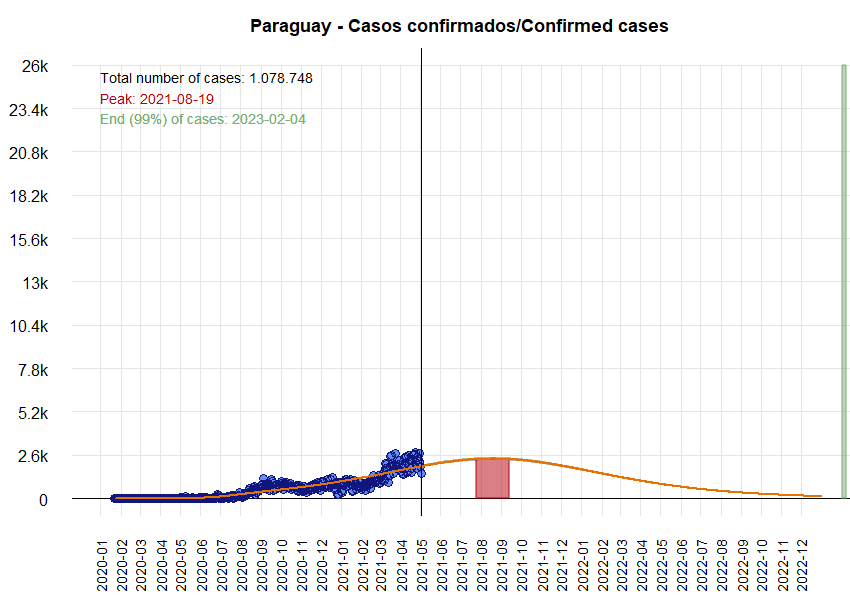 Paraguay - Casos confirmados/Confirmed cases
Total number of cases: 1.078.748
Peak: 2021-08-19
End (99%) of cases: 2023-02-04
26k
23.4k
20.8k
18.2k
15.6k
13k
10.4k
7.8k
5.2k
2.6k
0
2020-01
2020-02
2020-03
2020-04
2020-05
2020-06
2020-07
2020-08
2020-09
2020-10
2020-11
2020-12
2021-01
2021-02
2021-03
2021-04
2021-05
2021-06
2021-07
2021-08
2021-09
2021-10
2021-11
2021-12
2022-01
2022-02
2022-03
2022-04
2022-05
2022-06
2022-07
2022-08
2022-09
2022-10
2022-11
2022-12